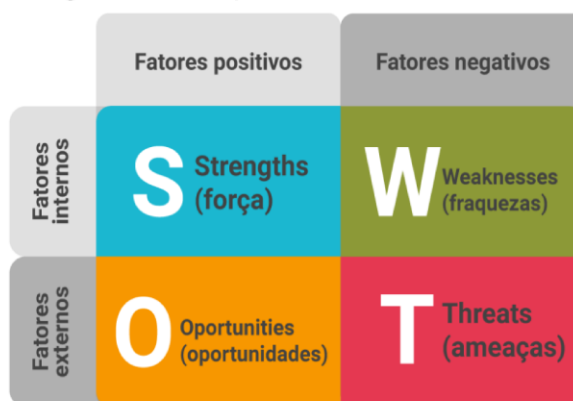 Fatores positivos
Fatores negativos
Fatores
internos
S
Strengths
(força)
W
Weaknesses
(fraquezas)
Fatores
externos
O
Oportunities
(oportunidades)
T
Threats
(ameaças)